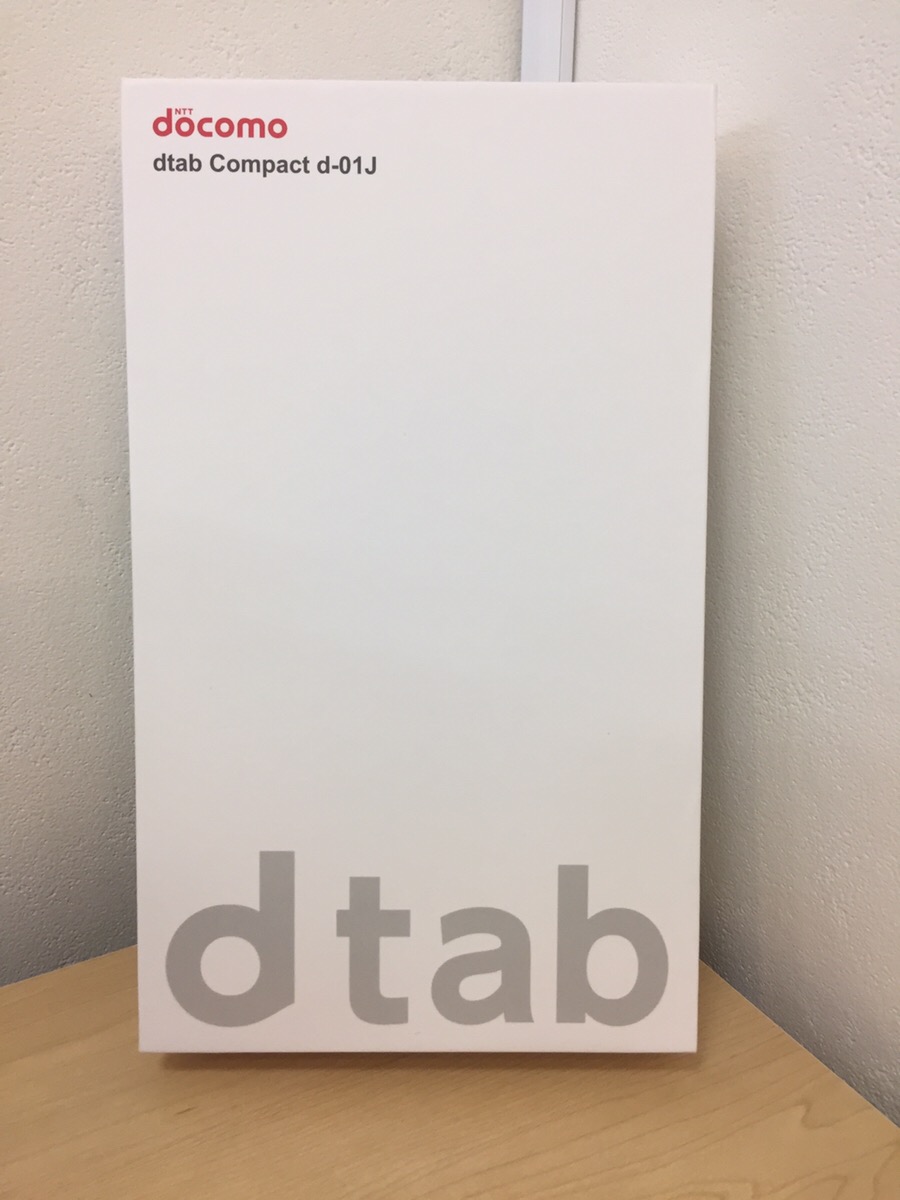 NTT
docomo
dtab Compact d-01J
dtab